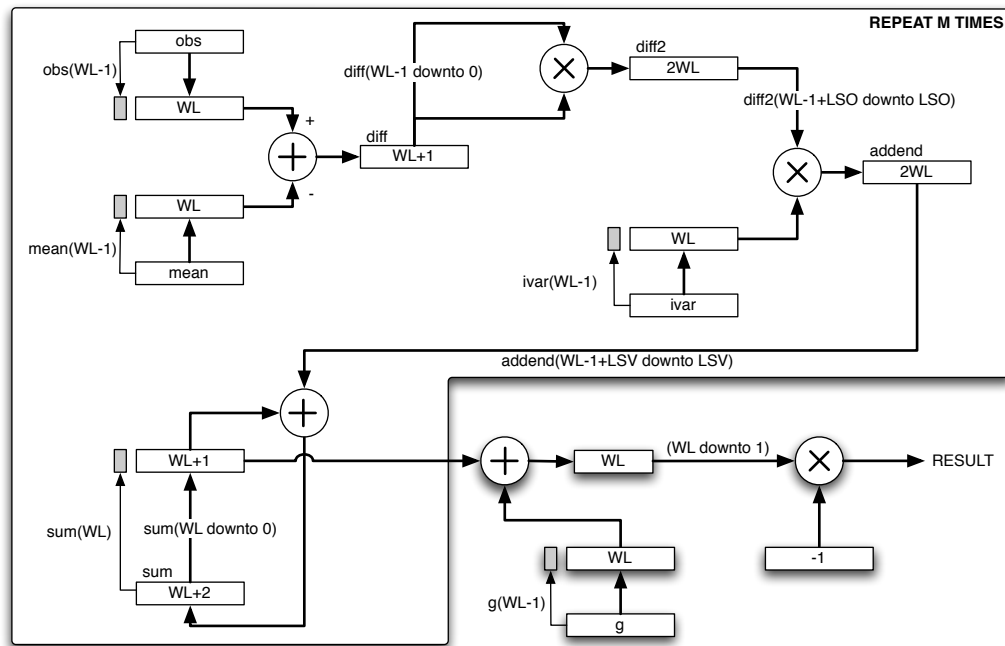 REPEAT M TIMES
obs
obs(WL-1)
WL
+
-
WL
mean(WL-1)
mean
diff
WL+1
diff(WL-1 downto 0)
diff2
2WL
diff2(WL-1+LSO downto LSO)
addend
2WL
WL
ivar(WL-1)
ivar
addend(WL-1+LSV downto LSV)
WL+1
sum(WL)
sum(WL downto 0)
sum
WL+2
WL
(WL downto 1)
RESULT
WL
g(WL-1)
g
-1